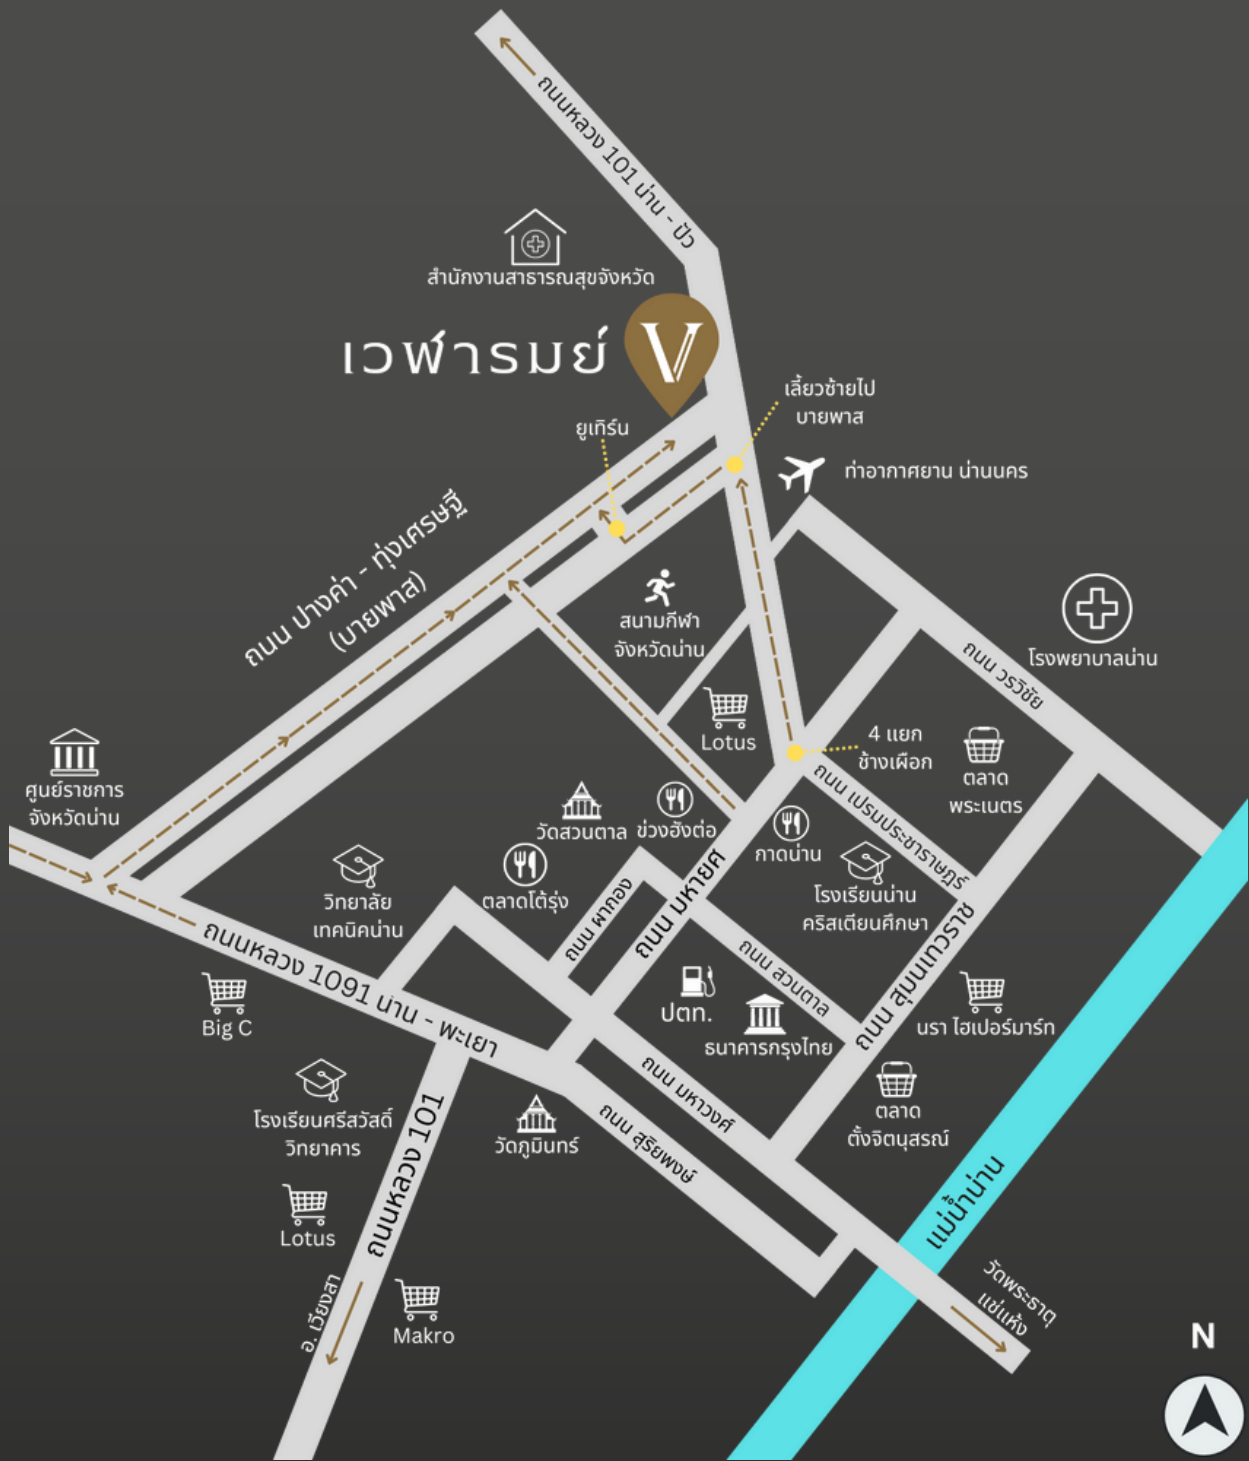 ถนนหลวง 101 น่าน - ปัว
สำนักงานสาธารณสุขจังหวัด
เวฬารมย์
V
เลี้ยวซ้ายไป
บายพาส
ยูเทิร์น
ท่าอากาศยาน น่านนคร
ถนน ปางค่า - ทุ่งเศรษฐี
(บายพาส)
สนามกีฬา
จังหวัดน่าน
โรงพยาบาลน่าน
ถนน วรวิชัย
Lotus
4 แยก
ช้างเผือก
ตลาด
พระเนตร
ศูนย์ราชการ
จังหวัดน่าน
ถนน เปรมประชาราษฎร์
วัดสวนตาล
ข่วงฮังต่อ
กาดน่าน
วิทยาลัย
เทคนิคน่าน
ตลาดโต้รุ่ง
โรงเรียนน่าน
คริสเตียนศึกษา
ถนน ผากอง
ถนน มหายศ
ถนน สวนตาล
ถนน สุมนเทวราช
ถนนหลวง 1091 น่าน - พะเยา
Big C
ปตท.
ธนาคารกรุงไทย
นรา ไฮเปอร์มาร์ท
โรงเรียนศรีสวัสดิ์
วิทยาคาร
ถนนหลวง 101
วัดภูมินทร์
ถนน มหาวงศ์
ถนน สุริยพงษ์
ตลาด
ตั้งจิตนุสรณ์
แม่น้ำน่าน
Lotus
อ. เวียงสา
Makro
วัดพระธาตุ
แช่แห้ง
N